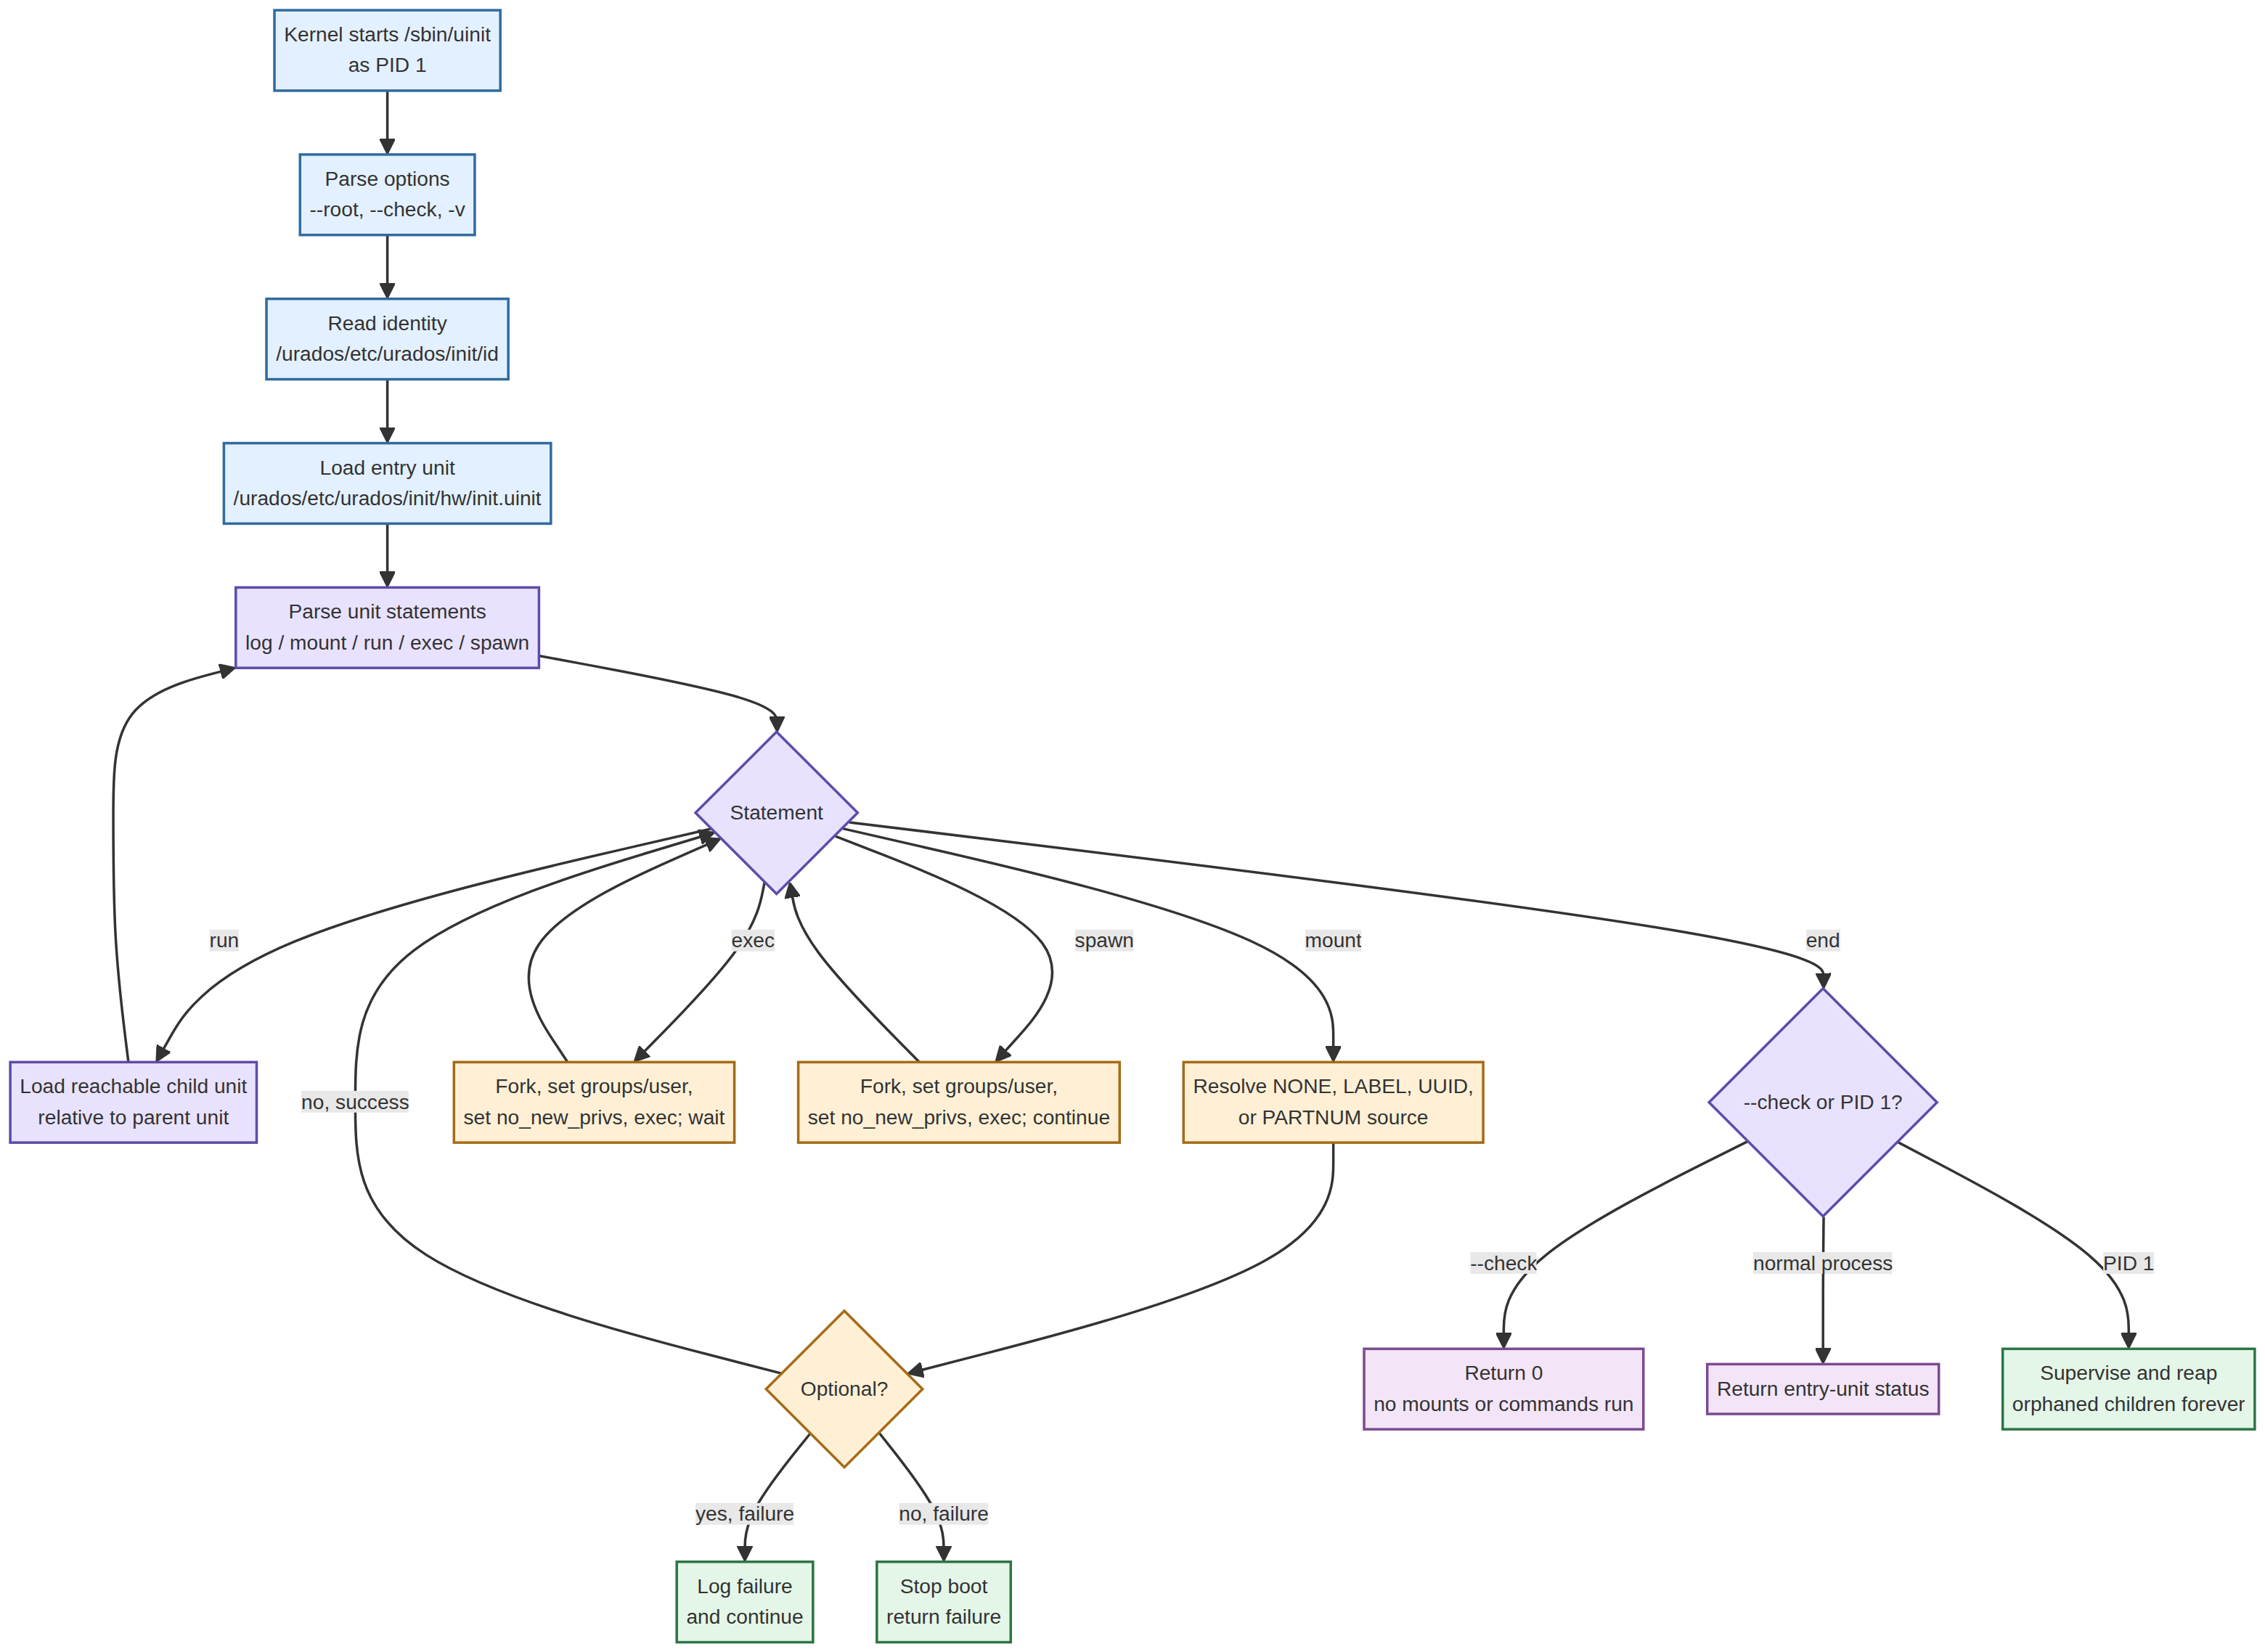 Kernel starts /sbin/uinit
as PID 1
Parse options
--root, --check, -v
Read identity
/urados/etc/urados/init/id
Load entry unit
/urados/etc/urados/init/hw/init.uinit
Parse unit statements
log / mount / run / exec / spawn
Statement
run
exec
spawn
mount
end
Load reachable child unit
relative to parent unit
no, success
Fork, set groups/user,
set no_new_privs, exec; wait
Fork, set groups/user,
set no_new_privs, exec; continue
Resolve NONE, LABEL, UUID,
or PARTNUM source
--check or PID 1?
--check
normal process
PID 1
Optional?
Return 0
no mounts or commands run
Return entry-unit status
Supervise and reap
orphaned children forever
yes, failure
no, failure
Log failure
and continue
Stop boot
return failure